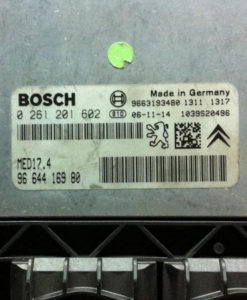 Made in Germany
BOSCH
9663193480 1311 1317
0 261 201 602 810 06-11-14 1039S20496
MED17.4
96 644 169 80